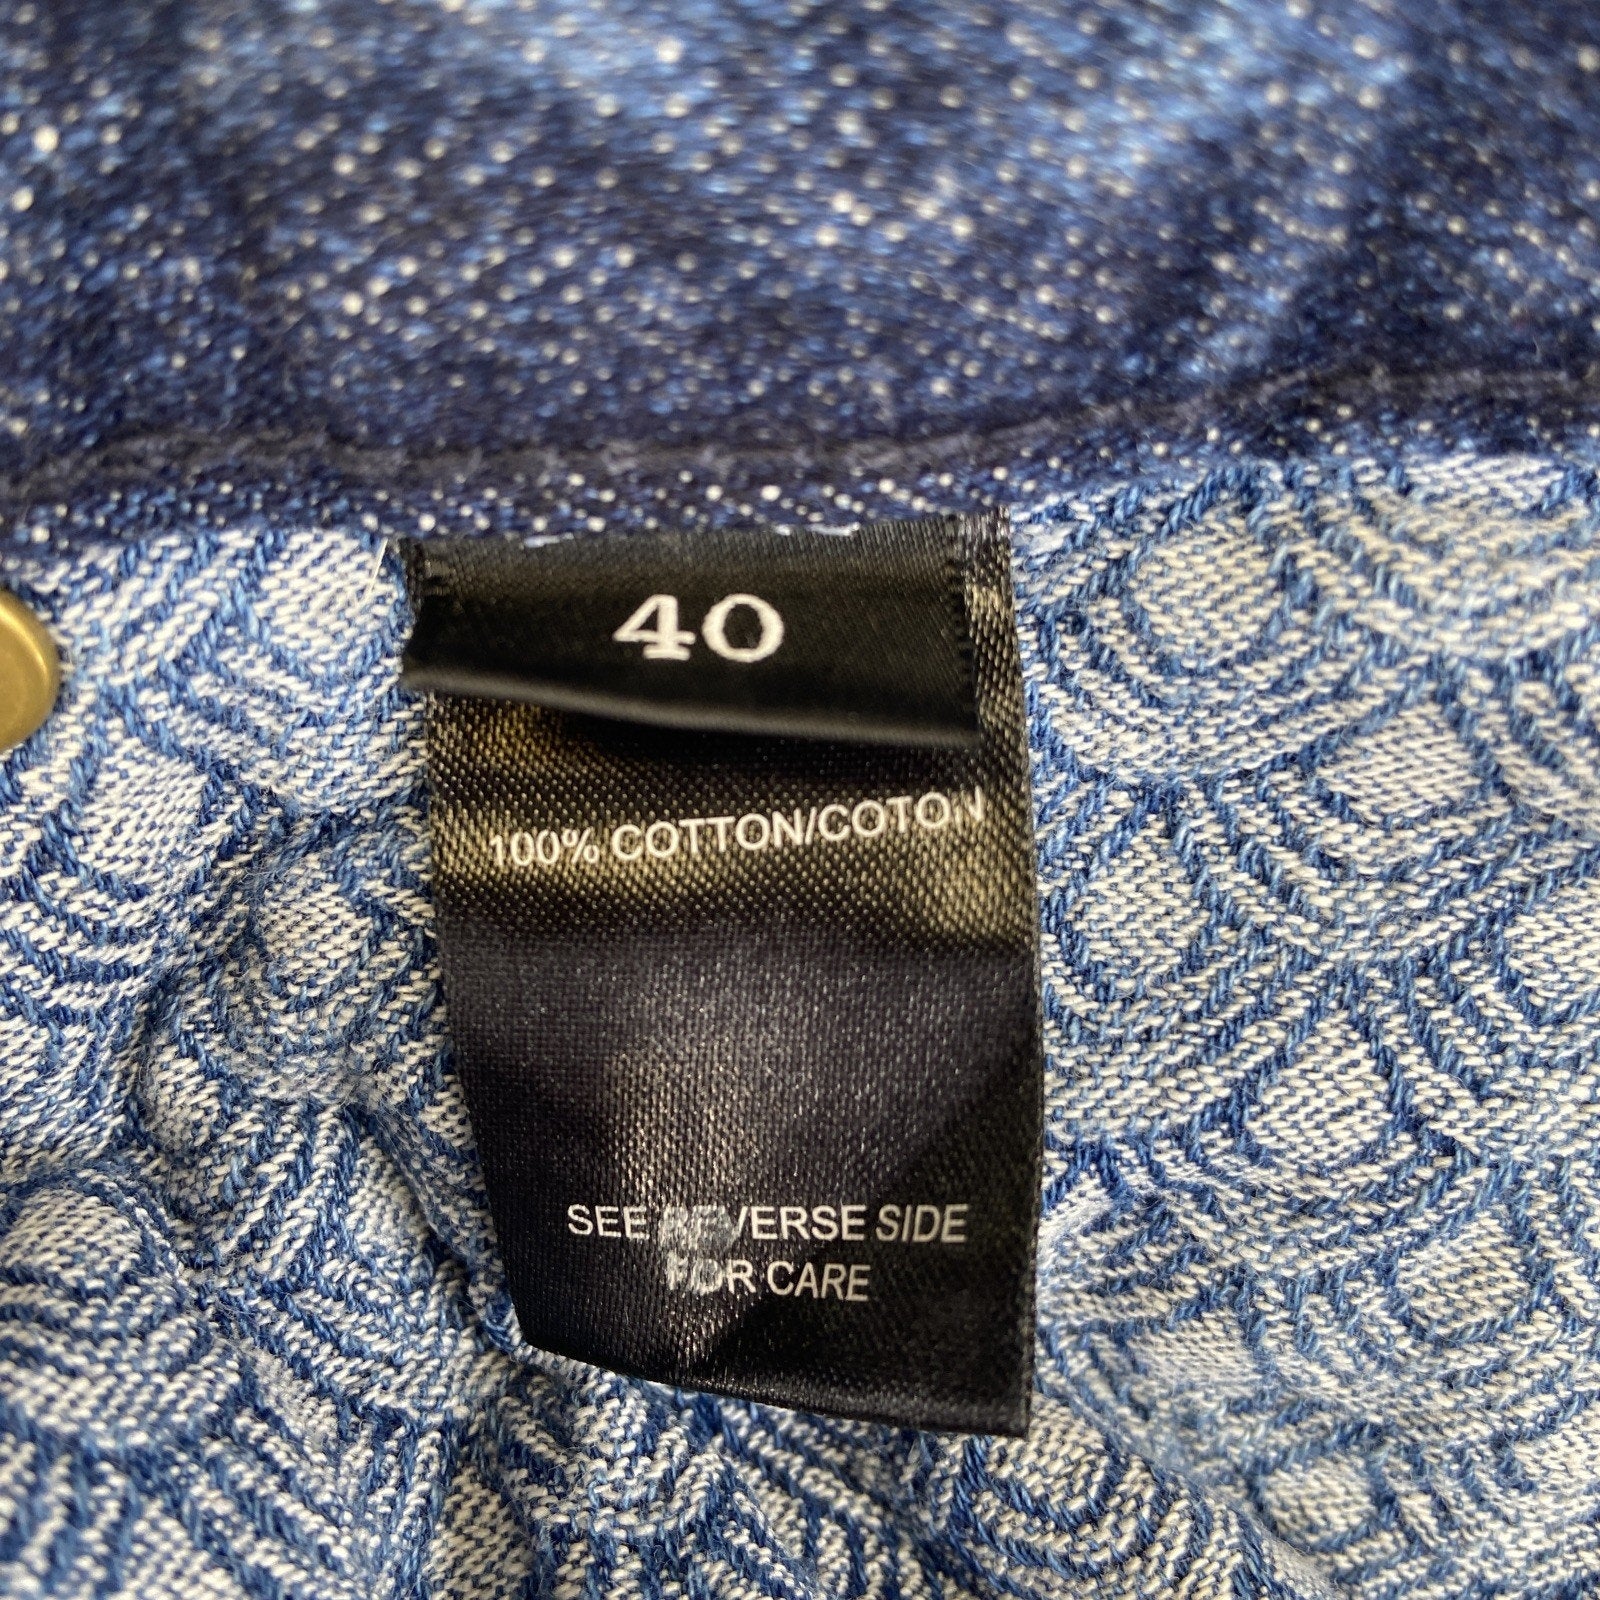 40
100% COTTON/COTON
SEE REVERSE SIDE
FOR CARE